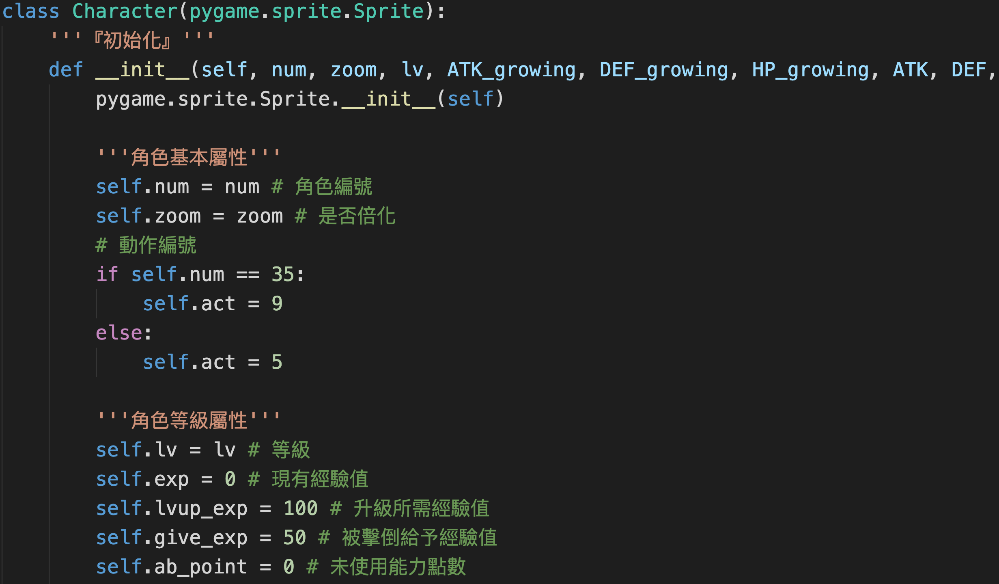 class Character(pygame.sprite.Sprite):
    '''『初始化』'''
    def __init__(self, num, zoom, lv, ATK_growing, DEF_growing, HP_growing, ATK, DEF,
        pygame.sprite.Sprite.__init__(self)

        '''角色基本屬性'''
        self.num = num # 角色編號
        self.zoom = zoom # 是否倍化
        # 動作編號
        if self.num == 35:
            self.act = 9
        else:
            self.act = 5

        '''角色等級屬性'''
        self.lv = lv # 等級
        self.exp = 0 # 現有經驗值
        self.lvup_exp = 100 # 升級所需經驗值
        self.give_exp = 50 # 被擊倒給予經驗值
        self.ab_point = 0 # 未使用能力點數